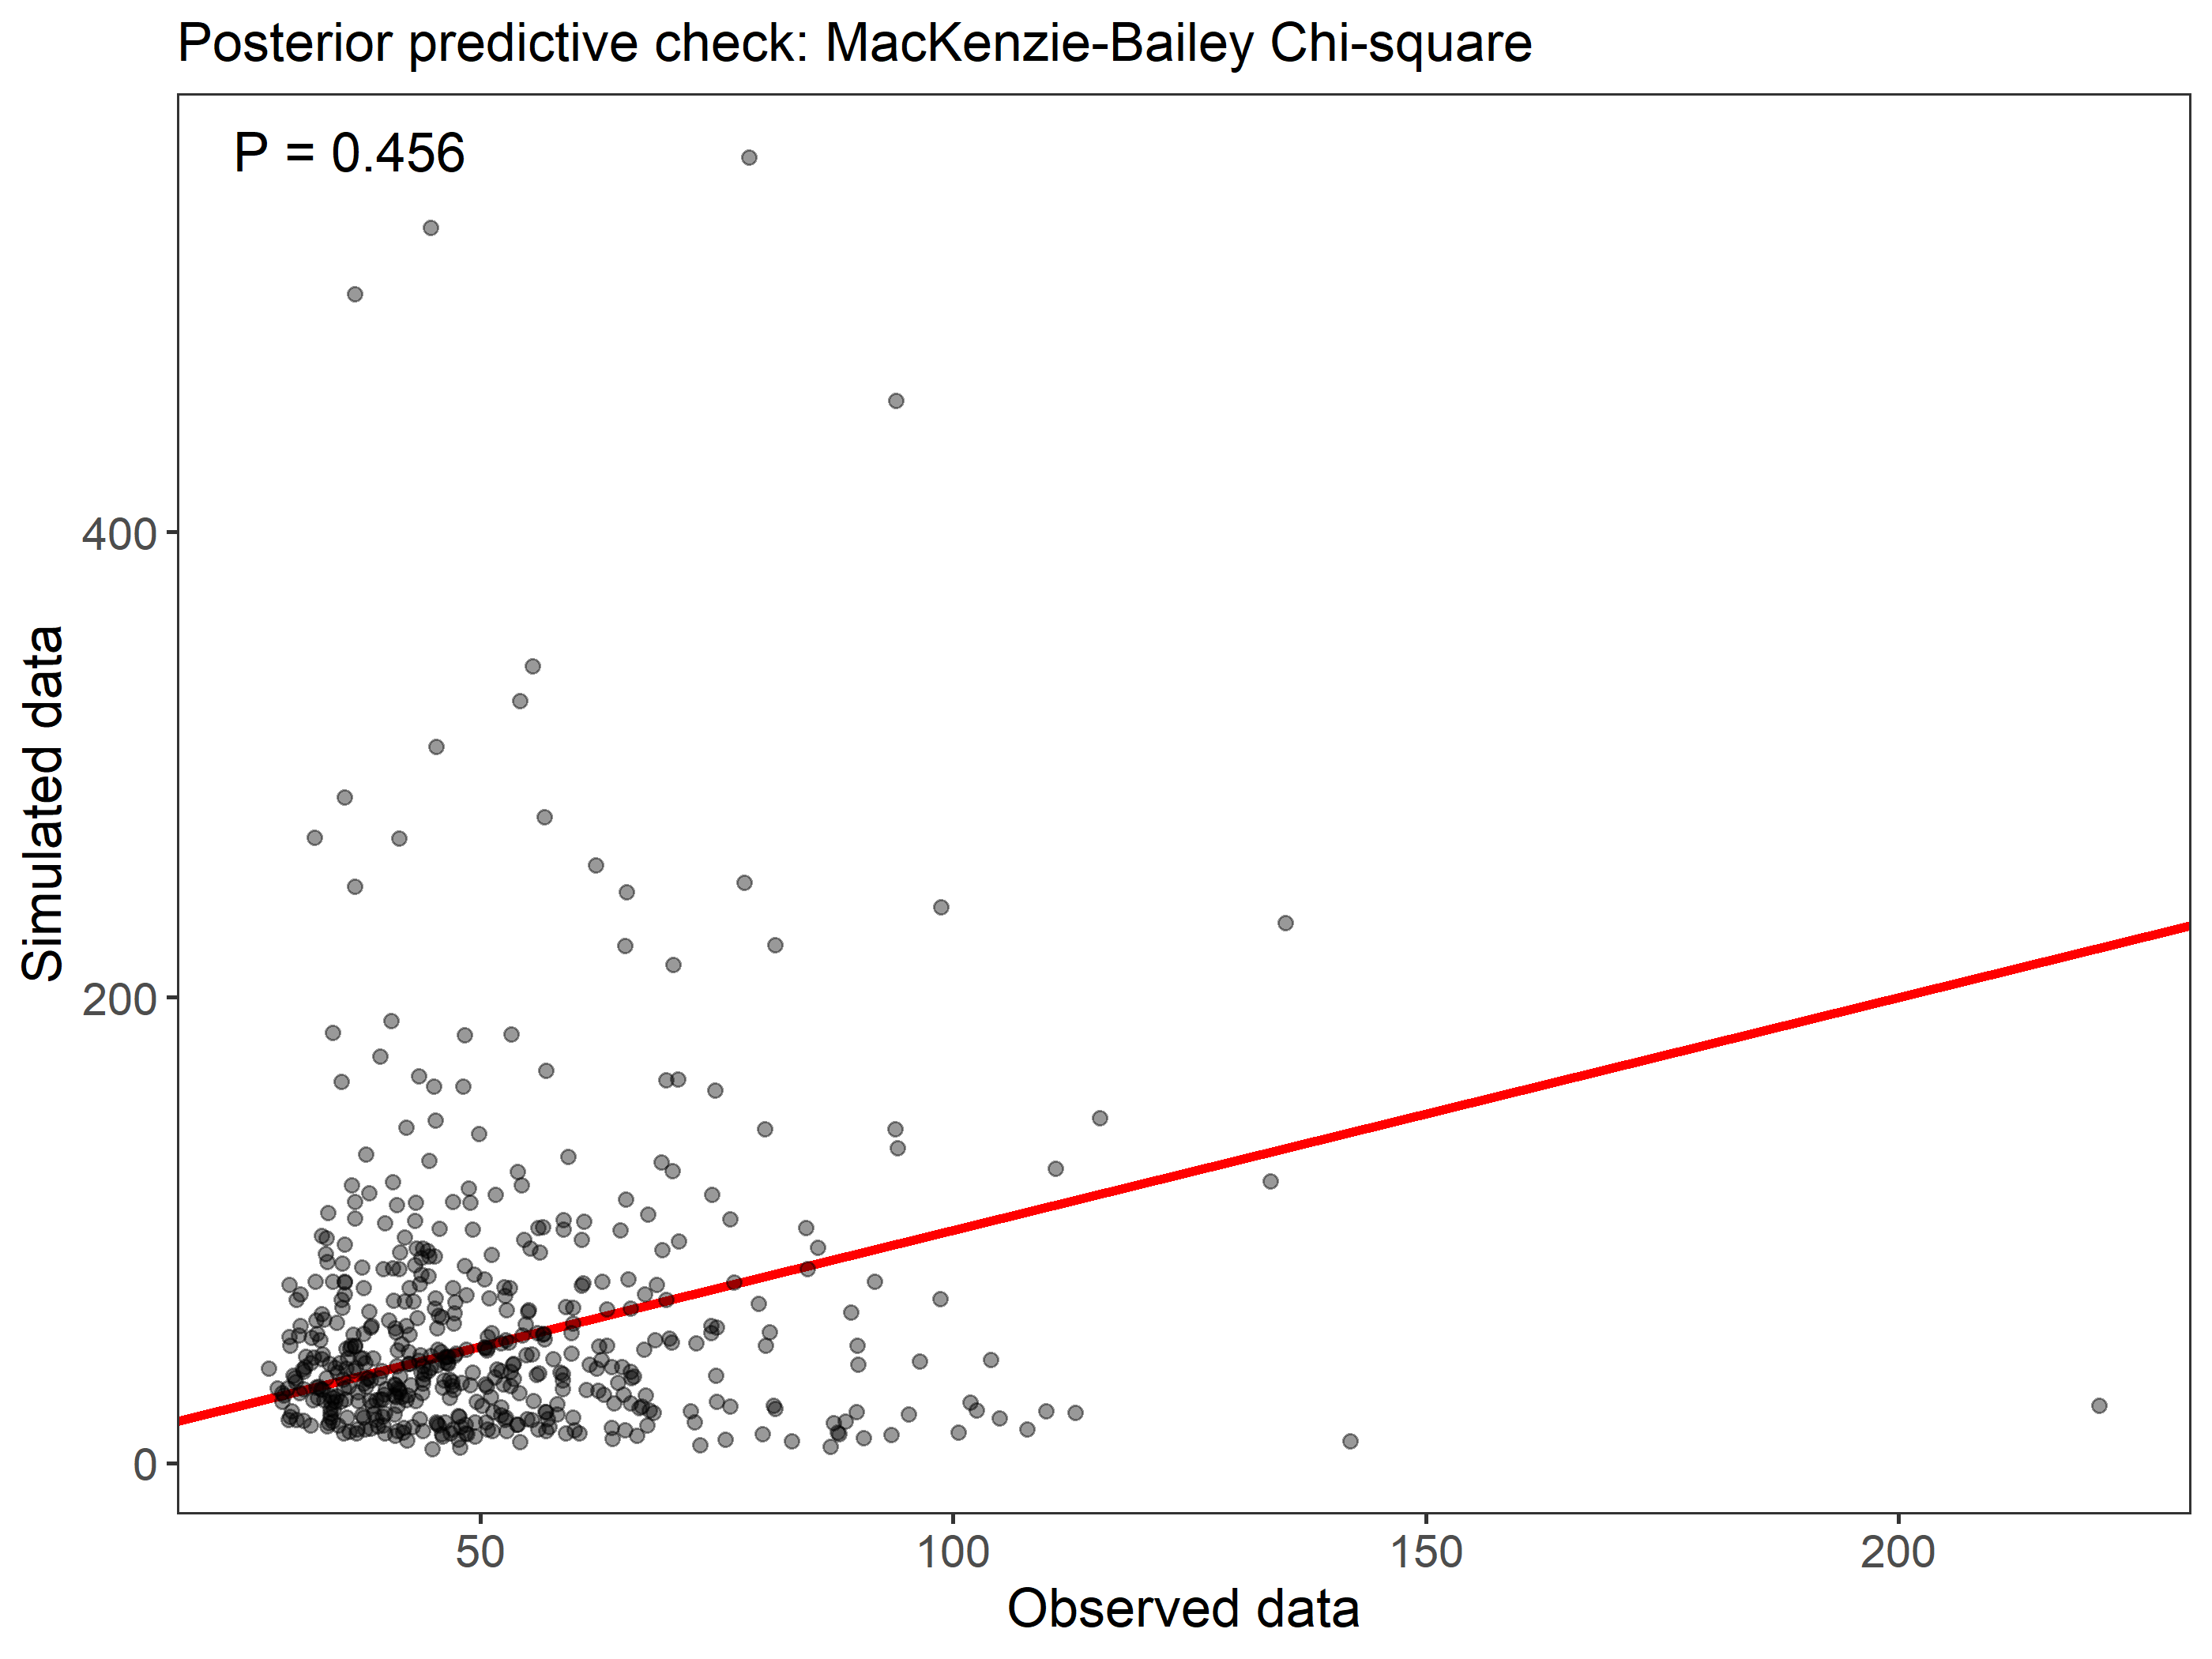 Posterior predictive check: MacKenzie-Bailey Chi-square
P = 0.456
Simulated data
400
200
0
50
100
150
200
Observed data